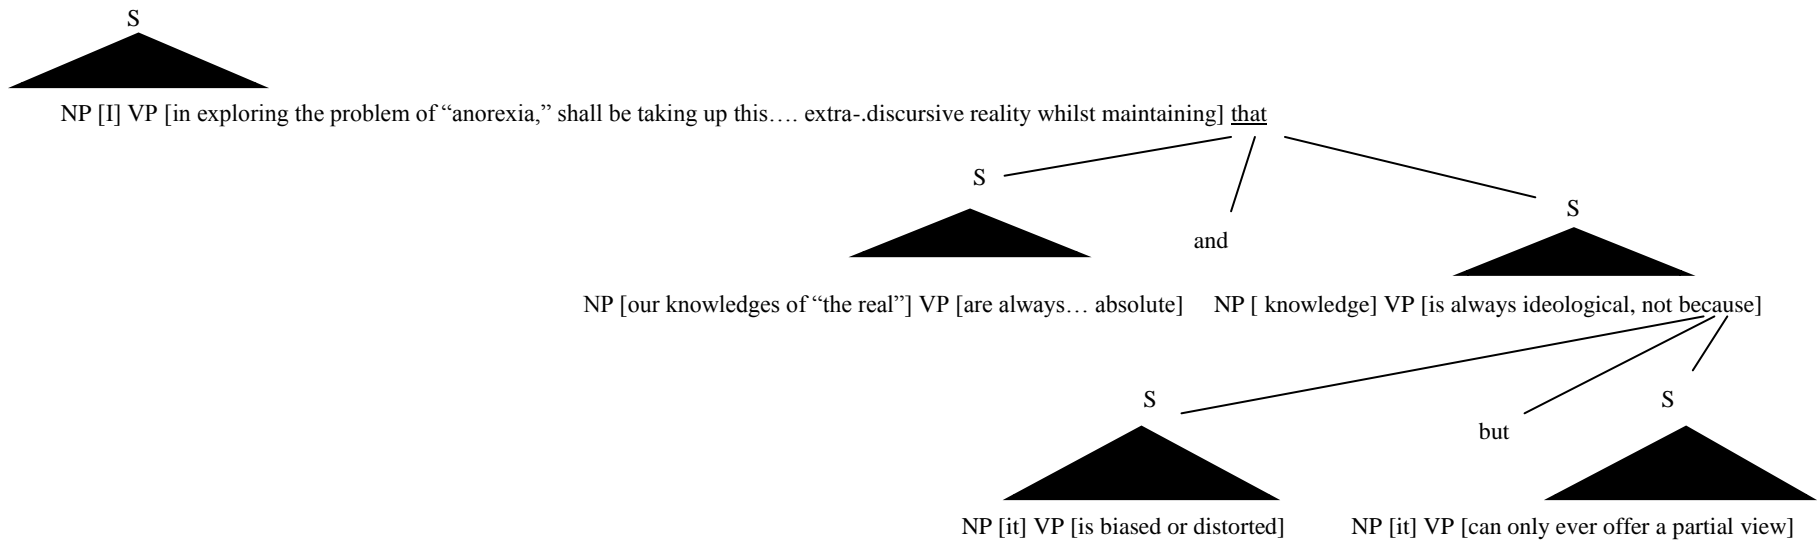 S
NP [I] VP [in exploring the problem of “anorexia,” shall be taking up this…. extra-.discursive reality whilst maintaining] that
S
S
and
NP [our knowledges of “the real”] VP [are always… absolute]
NP [ knowledge] VP [is always ideological, not because]
S
S
but
NP [it] VP [is biased or distorted]
NP [it] VP [can only ever offer a partial view]